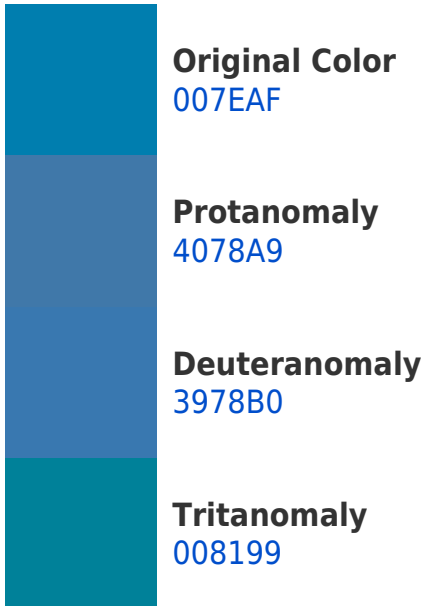 Original Color
007EAF
Protanomaly
4078A9
Deuteranomaly
3978B0
Tritanomaly
008199